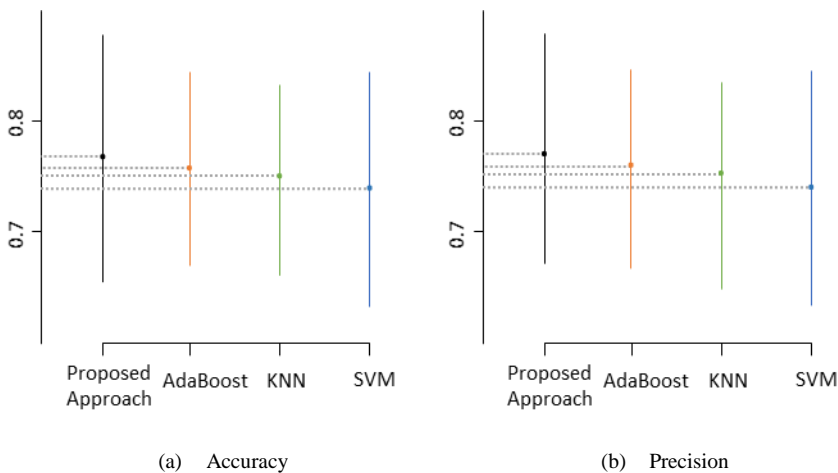 0.8
0.7
Proposed
Approach
AdaBoost
KNN
SVM
(a) Accuracy
0.8
0.7
Proposed
Approach
AdaBoost
KNN
SVM
(b) Precision